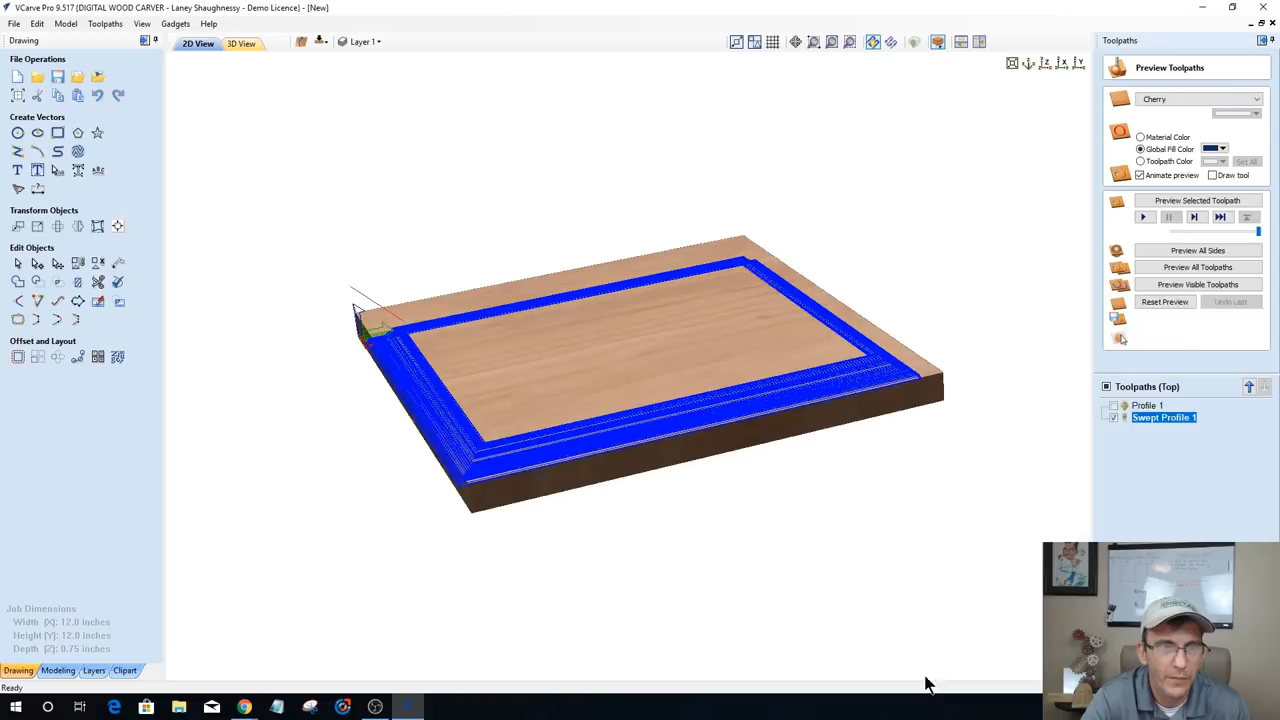 VCarve Pro 9.517 (DIGITAL WOOD CARVER - Laney Shaughnessy - Demo Licence) - [New]
File Edit Model Toolpaths View Gadgets Help
Drawing
2D View 3D View
Layer 1
Toolpaths
File Operations
Create Vectors
Transform Objects
Edit Objects
Offset and Layout
Job Dimensions
Width (X): 12.0 inches
Height (Y): 12.0 inches
Depth (Z): 0.75 inches
Drawing Modeling Layers Clipart
Ready
Preview Toolpaths
Cherry
Material Color
Global Fill Color
Toolpath Color
Set All
Animate preview
Draw tool
Preview Selected Toolpath
Preview All Sides
Preview All Toolpaths
Preview Visible Toolpaths
Reset Preview
Undo Last
Toolpaths (Top)
Profile 1
Swept Profile 1